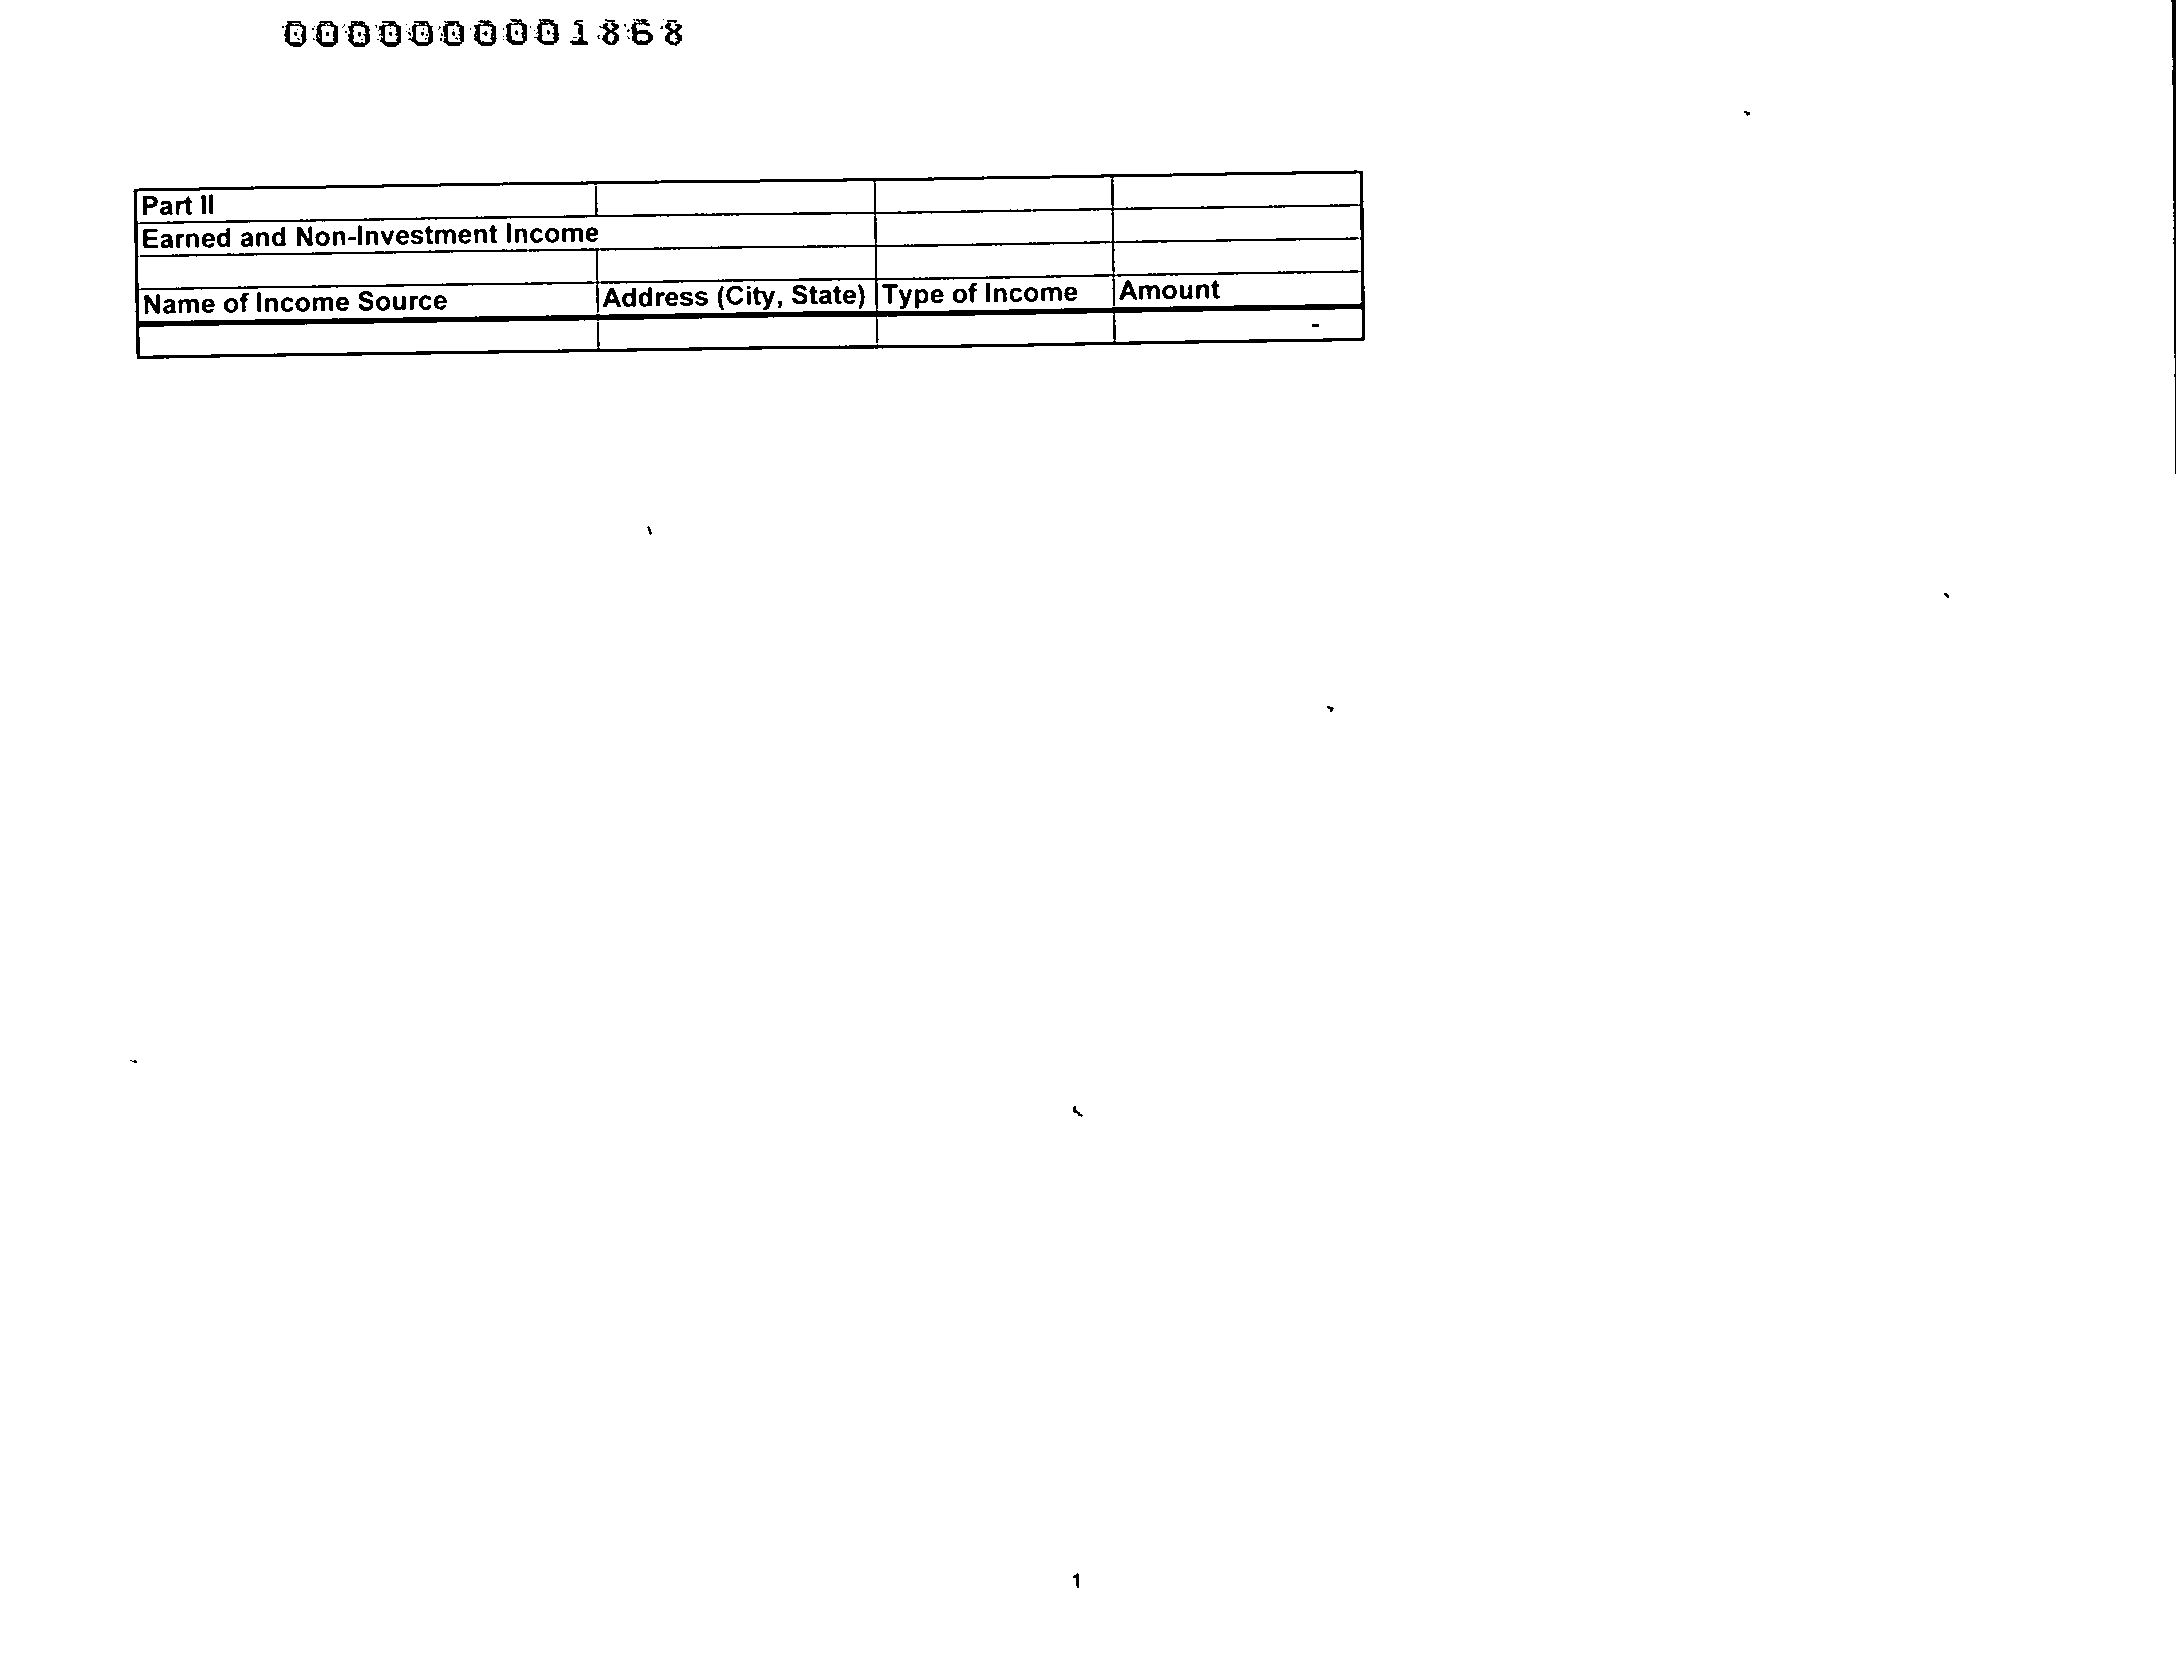 0000000001868
Part II
Earned and Non-Investment Income
Name of Income Source Address (City, State) Type of Income Amount
-
1